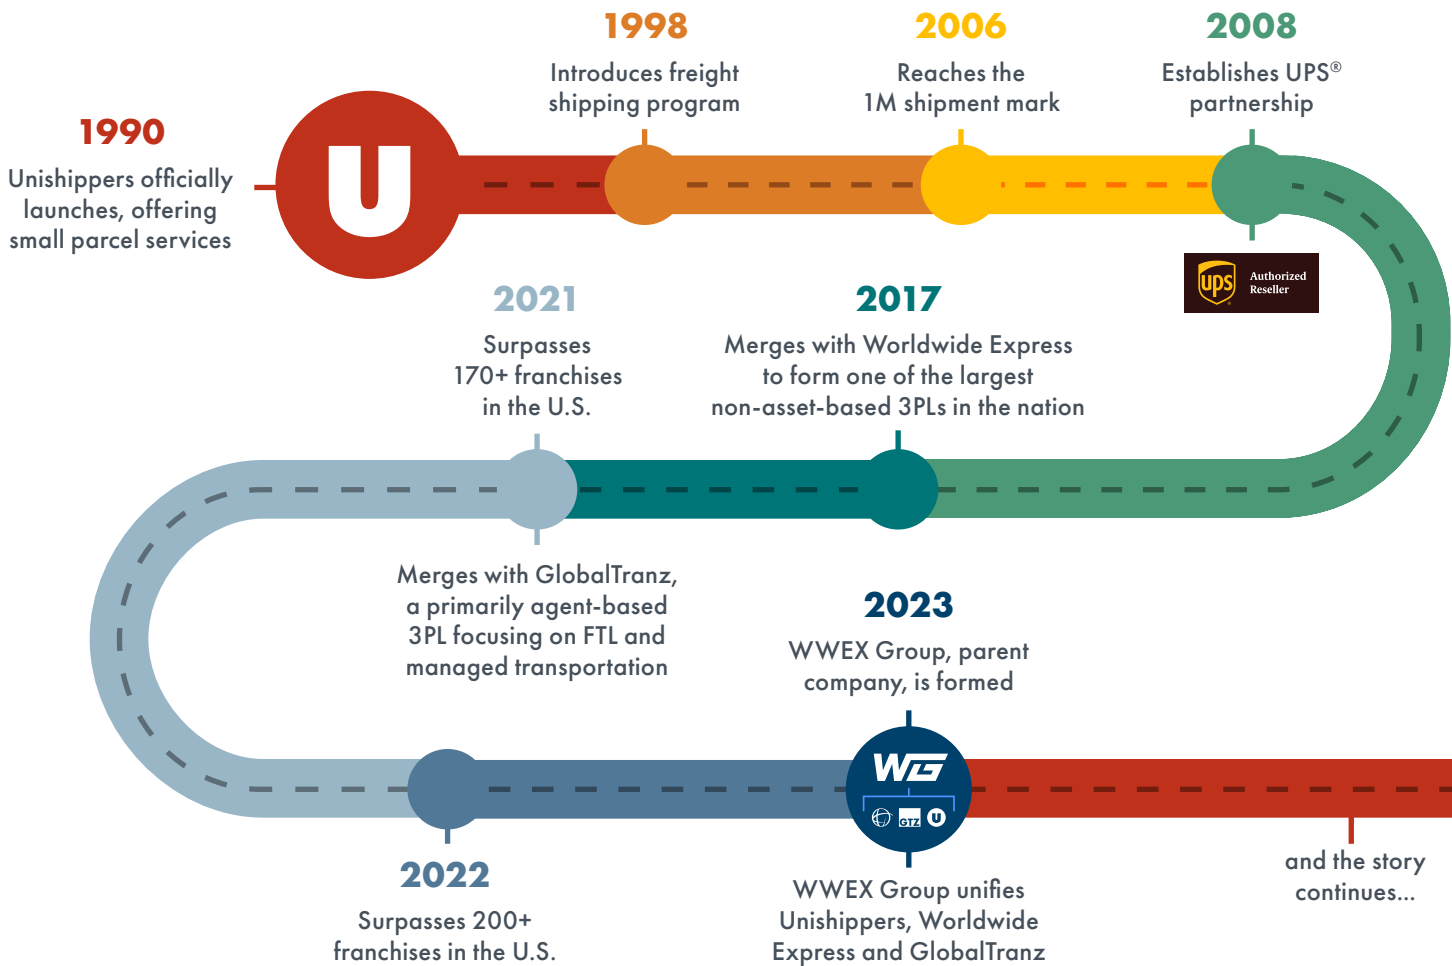 1990
Unishippers officially
launches, offering
small parcel services
U
1998
Introduces freight
shipping program
2006
Reaches the
1M shipment mark
2008
Establishes UPS®
partnership
ups
Authorized
Reseller
2017
Merges with Worldwide Express
to form one of the largest
non-asset-based 3PLs in the nation
2021
Surpasses
170+ franchises
in the U.S.
Merges with GlobalTranz,
a primarily agent-based
3PL focusing on FTL and
managed transportation
2022
Surpasses 200+
franchises in the U.S.
2023
WWEX Group, parent
company, is formed
WG
GTZ
U
WWEX Group unifies
Unishippers, Worldwide
Express and GlobalTranz
and the story
continues...